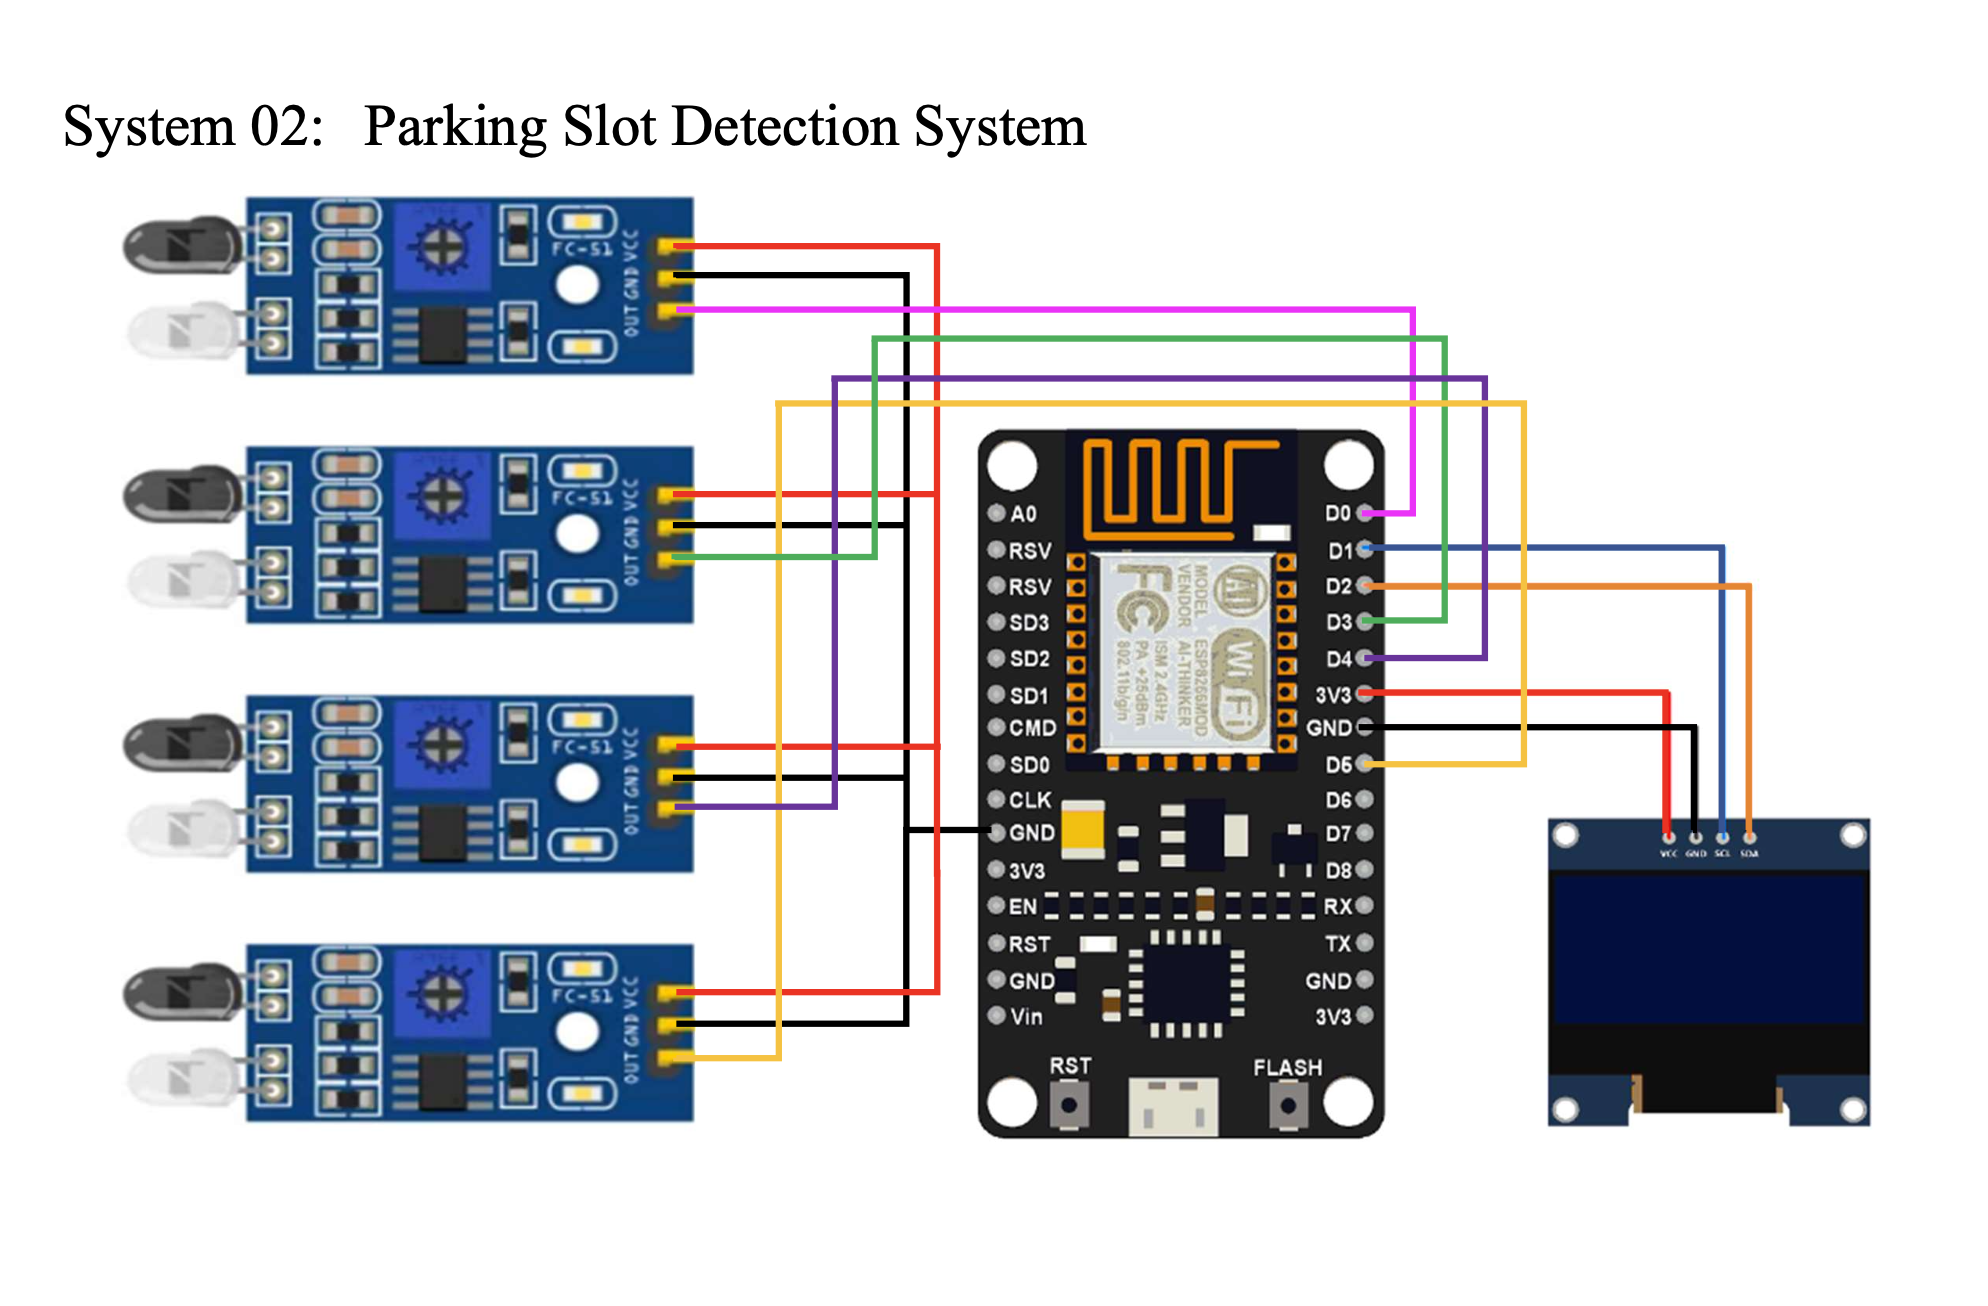 System 02: Parking Slot Detection System
FC-51
VCC
GND
OUT
FC-51
VCC
GND
OUT
FC-51
VCC
GND
OUT
FC-51
VCC
GND
OUT
A0
RSV
RSV
SD3
SD2
SD1
CMD
SD0
CLK
GND
3V3
EN
RST
GND
Vin
MODEL ESP8266MOD
VENDOR AI-THINKER
ISM 2.4GHz
PA +25dBm
802.11b/g/n
FC
AI
WiFi
D0
D1
D2
D3
D4
3V3
GND
D5
D6
D7
D8
RX
TX
GND
3V3
RST
FLASH
VCC GND SCL SDA